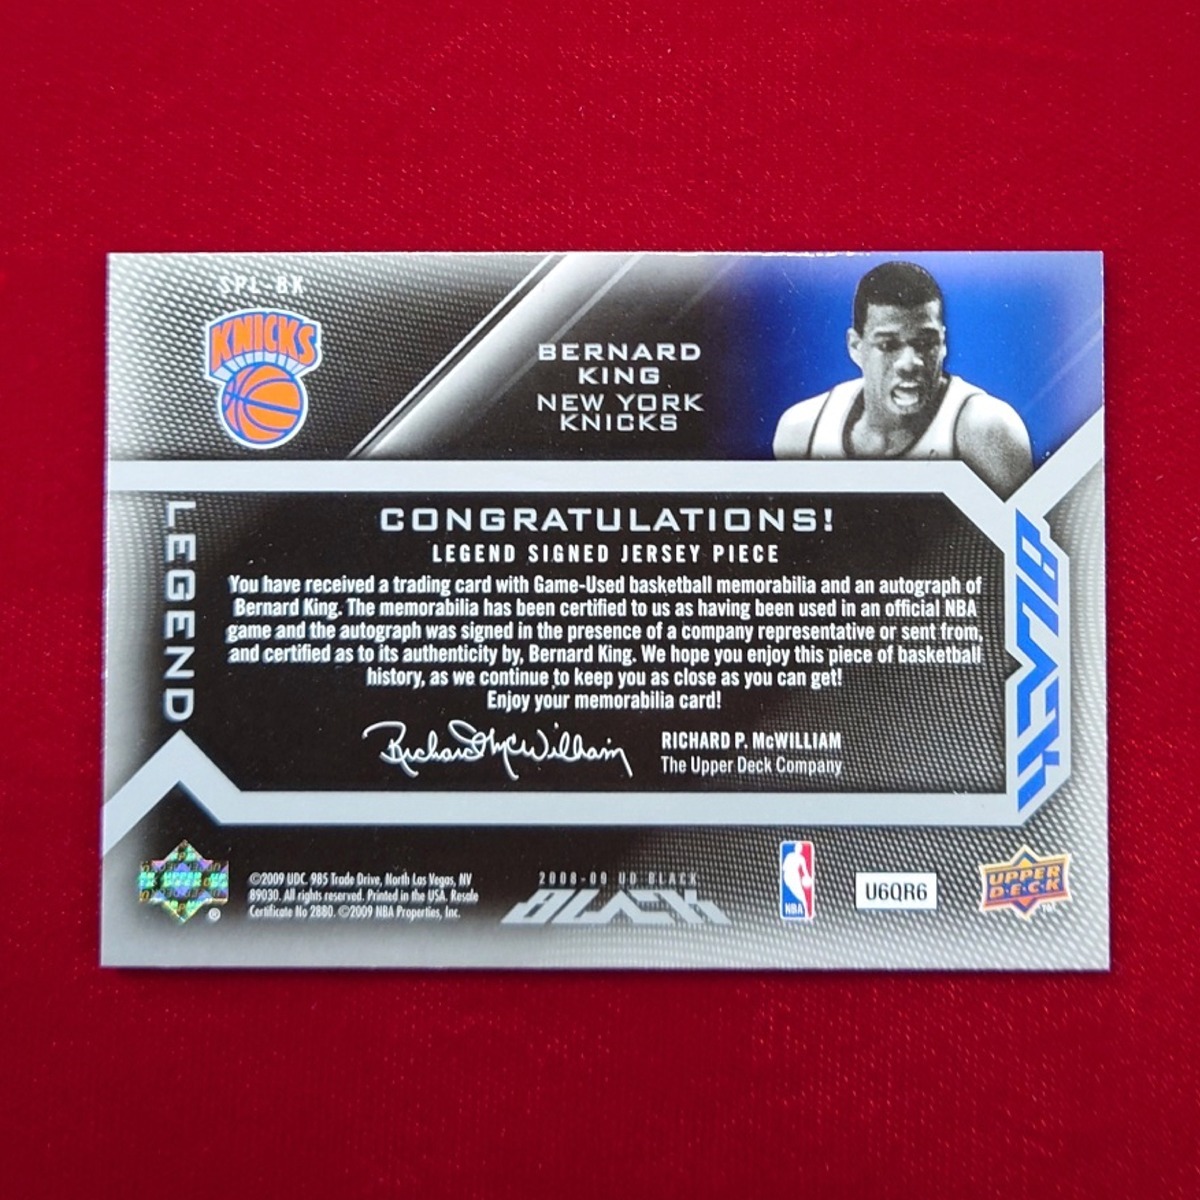 SPL-BK
KNICKS
BERNARD
KING
NEW YORK
KNICKS
LEGEND
CONGRATULATIONS!
LEGEND SIGNED JERSEY PIECE
You have received a trading card with Game-Used basketball memorabilia and an autograph of
Bernard King. The memorabilia has been certified to us as having been used in an official NBA
game and the autograph was signed in the presence of a company representative or sent from,
and certified as to its authenticity by, Bernard King. We hope you enjoy this piece of basketball
history, as we continue to keep you as close as you can get!
Enjoy your memorabilia card!
Richard McWilliam
RICHARD P. McWILLIAM
The Upper Deck Company
BLACK
©2009 UDC. 985 Trade Drive, North Las Vegas, NV
89030. All rights reserved. Printed in the USA. Resale
Certificate No 2880. ©2009 NBA Properties, Inc.
®
2008-09 UD BLACK
BLACK
NBA
U6QR6
UPPER
DECK